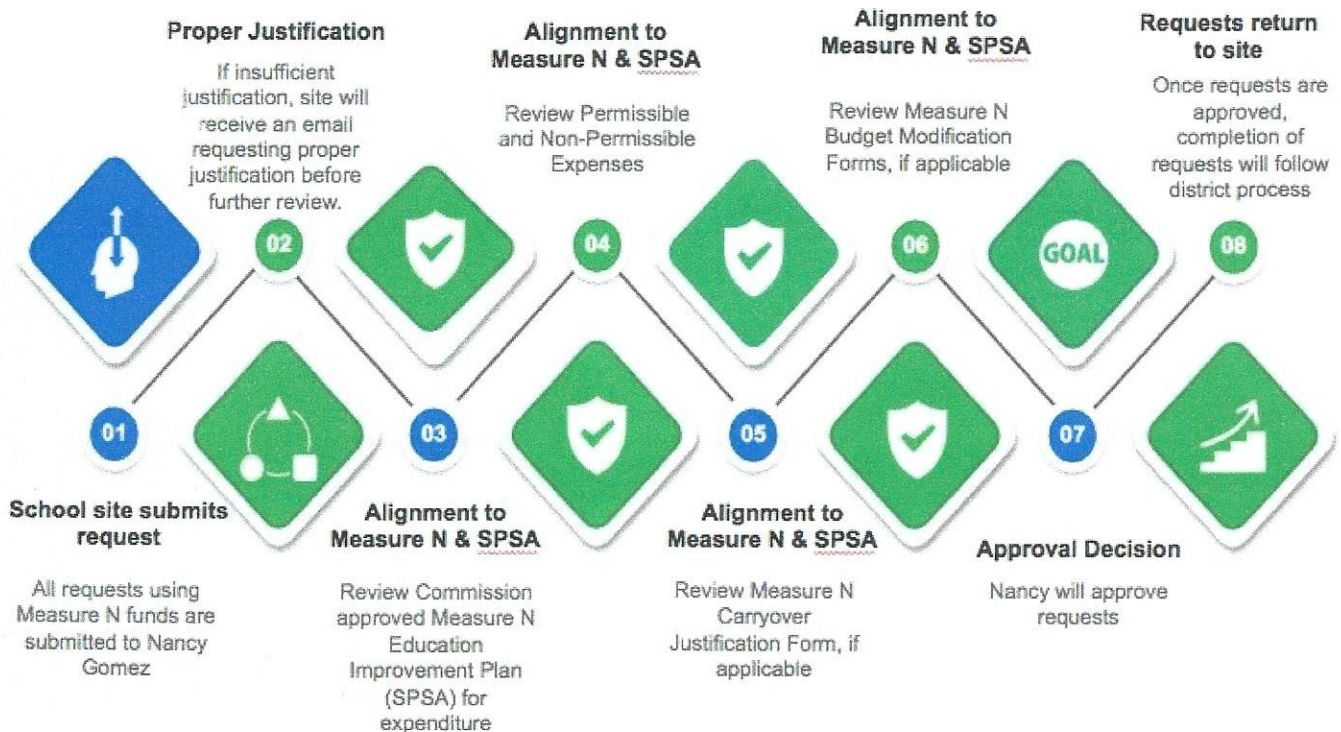 Proper Justification
If insufficient
justification, site will
receive an email
requesting proper
justification before
further review.
Alignment to
Measure N & SPSA
Review Permissible
and Non-Permissible
Expenses
Alignment to
Measure N & SPSA
Review Measure N
Budget Modification
Forms, if applicable
Requests return
to site
Once requests are
approved,
completion of
requests will follow
district process
02
04
06
GOAL
08
01
03
05
07
School site submits
request
All requests using
Measure N funds are
submitted to Nancy
Gomez
Alignment to
Measure N & SPSA
Review Commission
approved Measure N
Education
Improvement Plan
(SPSA) for
expenditure
Alignment to
Measure N & SPSA
Review Measure N
Carryover
Justification Form, if
applicable
Approval Decision
Nancy will approve
requests